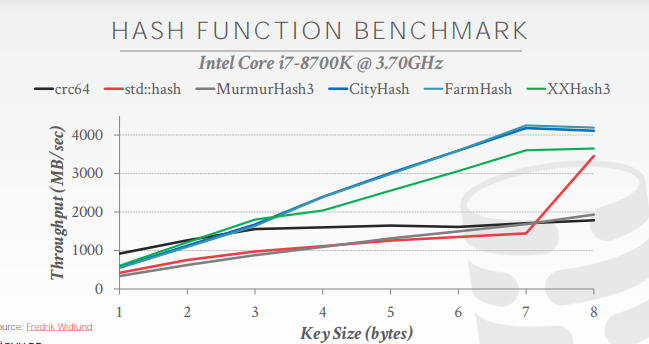 HASH FUNCTION BENCHMARK
Intel Core i7-8700K @ 3.70GHz
crc64 std::hash MurmurHash3 CityHash FarmHash XXHash3
Throughput (MB/sec)
4000
3000
2000
1000
0
1 2 3 4 5 6 7 8
Key Size (bytes)
ource: Fredrik Widlund